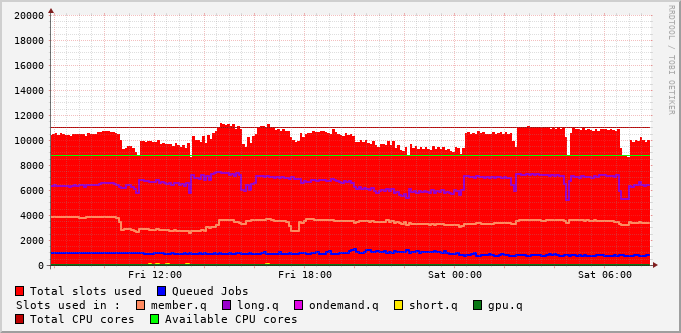 20000
18000
16000
14000
12000
10000
8000
6000
4000
2000
0
Fri 12:00 Fri 18:00 Sat 00:00 Sat 06:00
Total slots used Queued Jobs
Slots used in : member.q long.q ondemand.q short.q gpu.q
Total CPU cores Available CPU cores
RRDTOOL / TOBI OETIKER